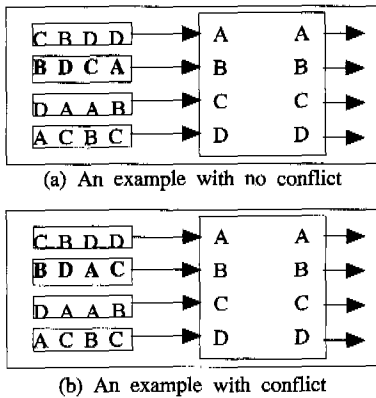 C B D D A A
B D C A B B
D A A B C C
A C B C D D
(a) An example with no conflict
C B D D A A
B D A C B B
D A A B C C
A C B C D D
(b) An example with conflict